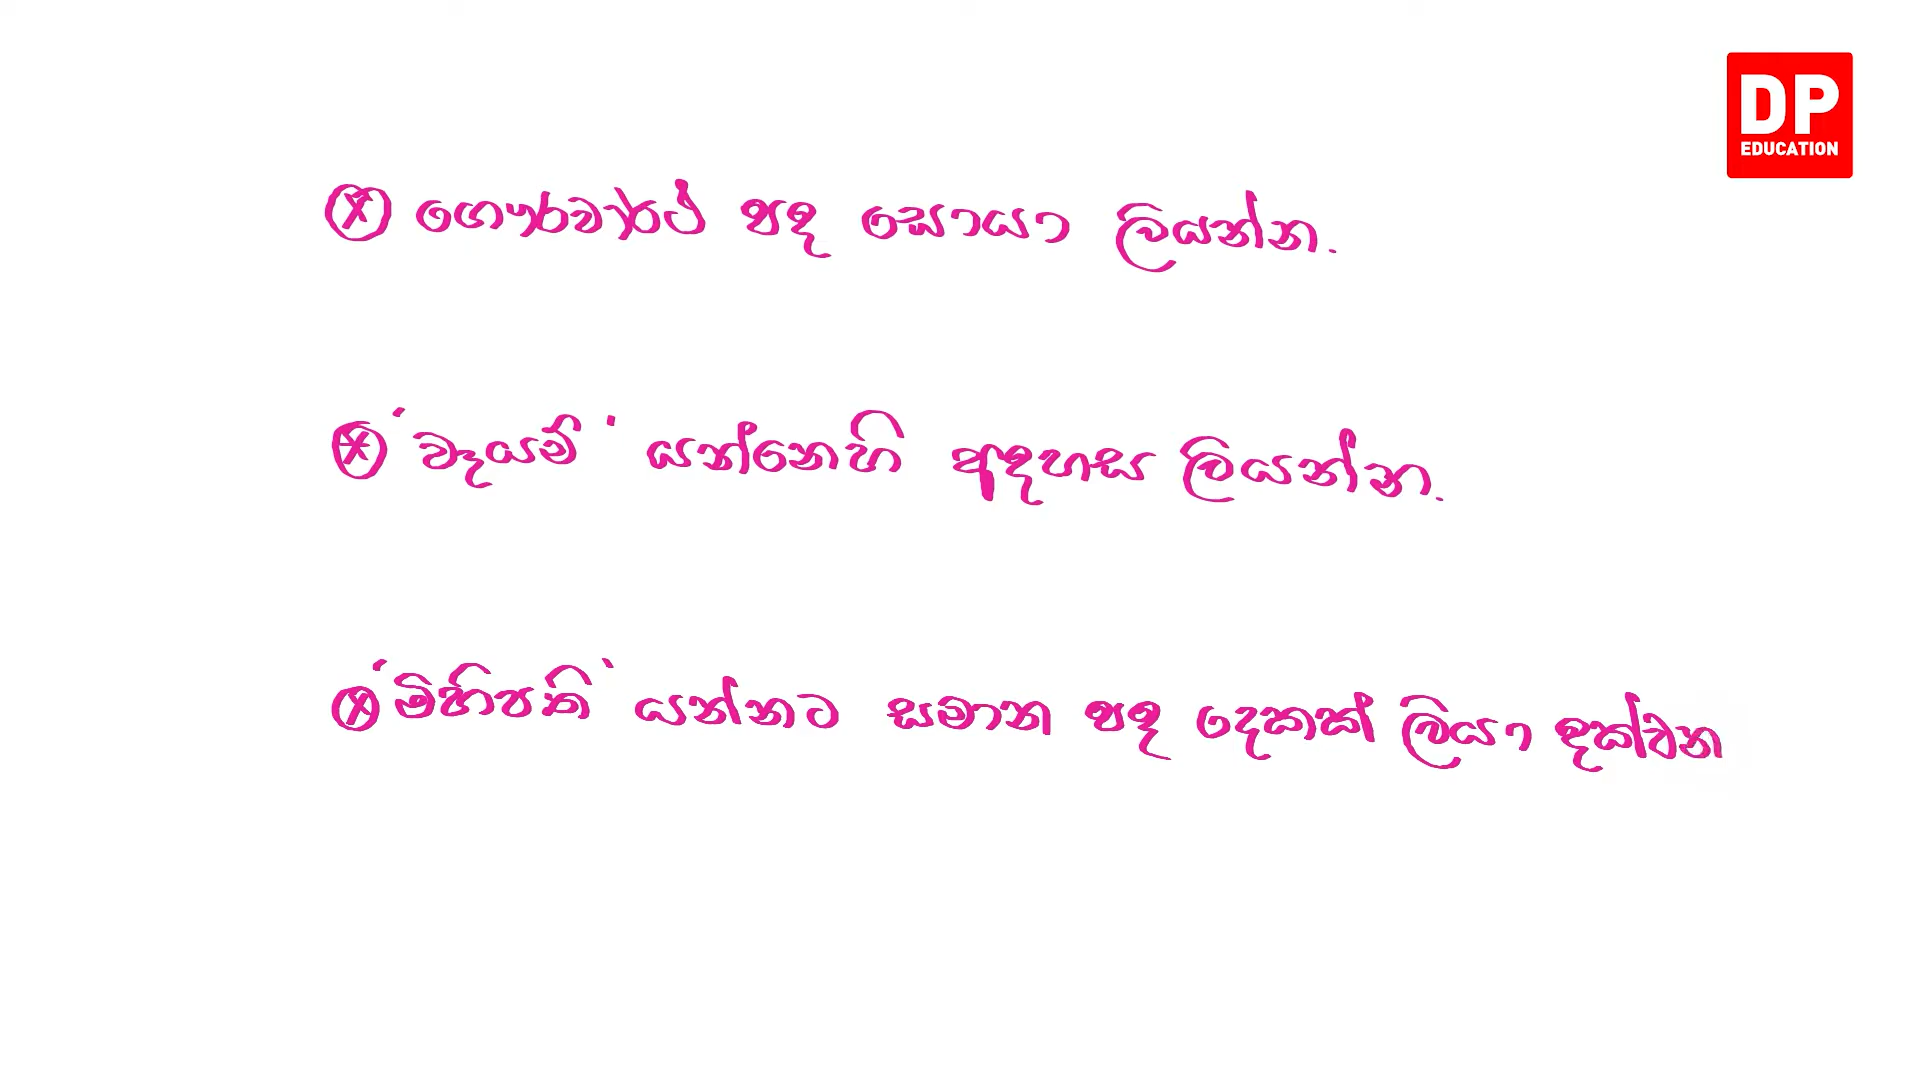 DP
EDUCATION
ගෞරවාර්ථ පද සොයා ලියන්න.
'වෑයම්' යන්නෙහි අදහස ලියන්න.
'මිහිපති' යන්නට සමාන පද දෙකක් ලියා දක්වන